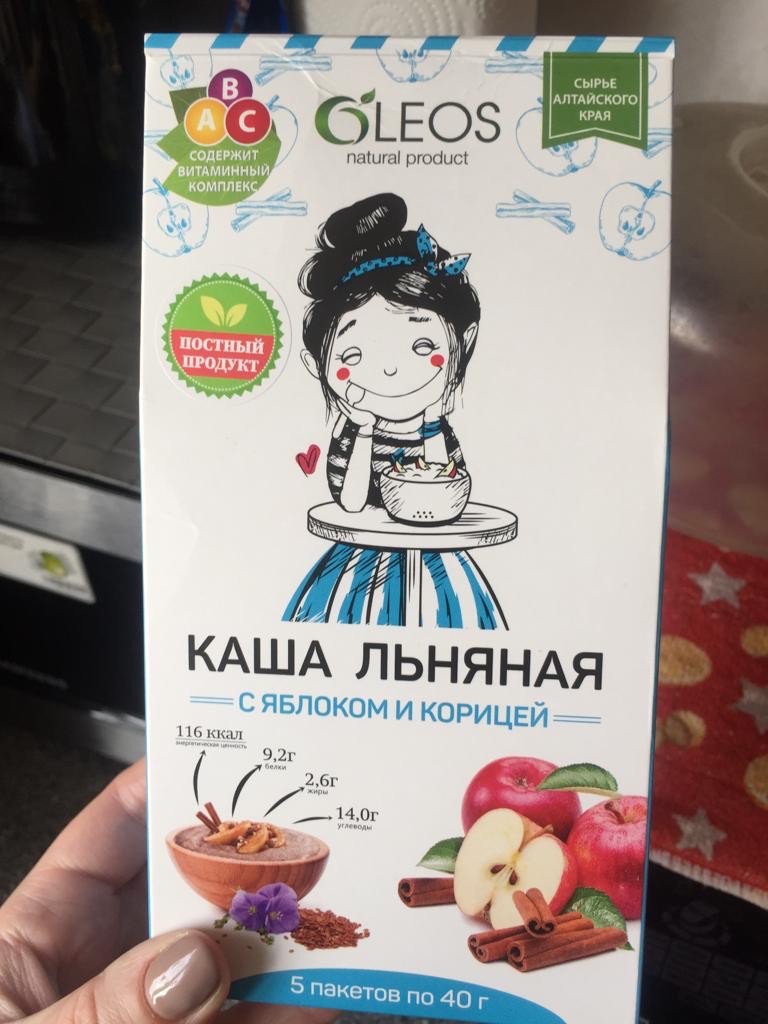 B
A C
СОДЕРЖИТ
ВИТАМИННЫЙ
КОМПЛЕКС
OLEOS
natural product
СЫРЬЕ
АЛТАЙСКОГО
КРАЯ
ПОСТНЫЙ
ПРОДУКТ
КАША ЛЬНЯНАЯ
С ЯБЛОКОМ И КОРИЦЕЙ
116 ккал
энергетическая ценность
9,2г
белки
2,6г
жиры
14,0г
углеводы
5 пакетов по 40 г